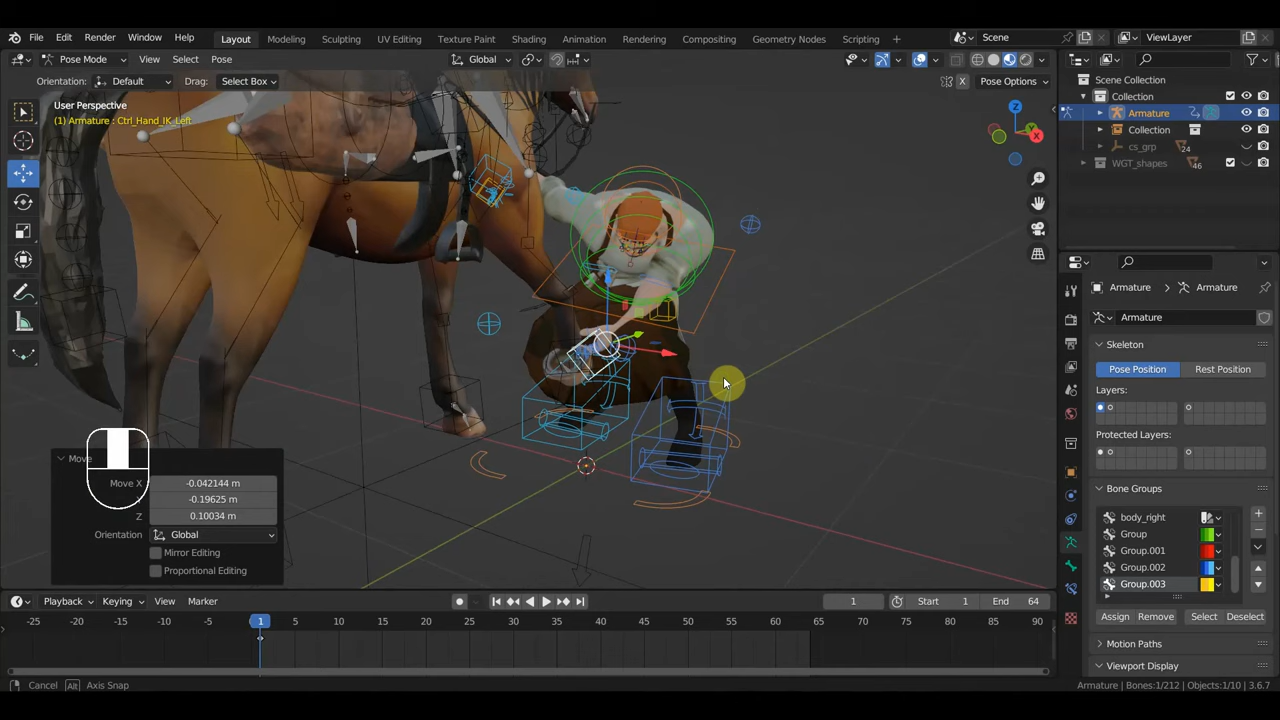 File Edit Render Window Help Layout Modeling Sculpting UV Editing Texture Paint Shading Animation Rendering Compositing Geometry Nodes Scripting + Scene ViewLayer
Pose Mode View Select Pose Global
Orientation: Default Drag: Select Box X Pose Options
User Perspective
(1) Armature : Ctrl_Hand_IK_Left
Z
Y
X
Scene Collection
Collection
Armature
Collection
cs_grp 24
WGT_shapes 46
Armature Armature
Armature
Skeleton
Pose Position Rest Position
Layers:
Protected Layers:
Bone Groups
body_right
Group
Group.001
Group.002
Group.003
Assign Remove Select Deselect
Motion Paths
Viewport Display
Move
Move X -0.042144 m
-0.19625 m
Z 0.10034 m
Orientation Global
Mirror Editing
Proportional Editing
Playback Keying View Marker 1 Start 1 End 64
-25 -20 -15 -10 -5 1 5 10 15 20 25 30 35 40 45 50 55 60 65 70 75 80 85 90
Cancel Alt Axis Snap Armature | Bones:1/212 | Objects:1/10 | 3.6.7